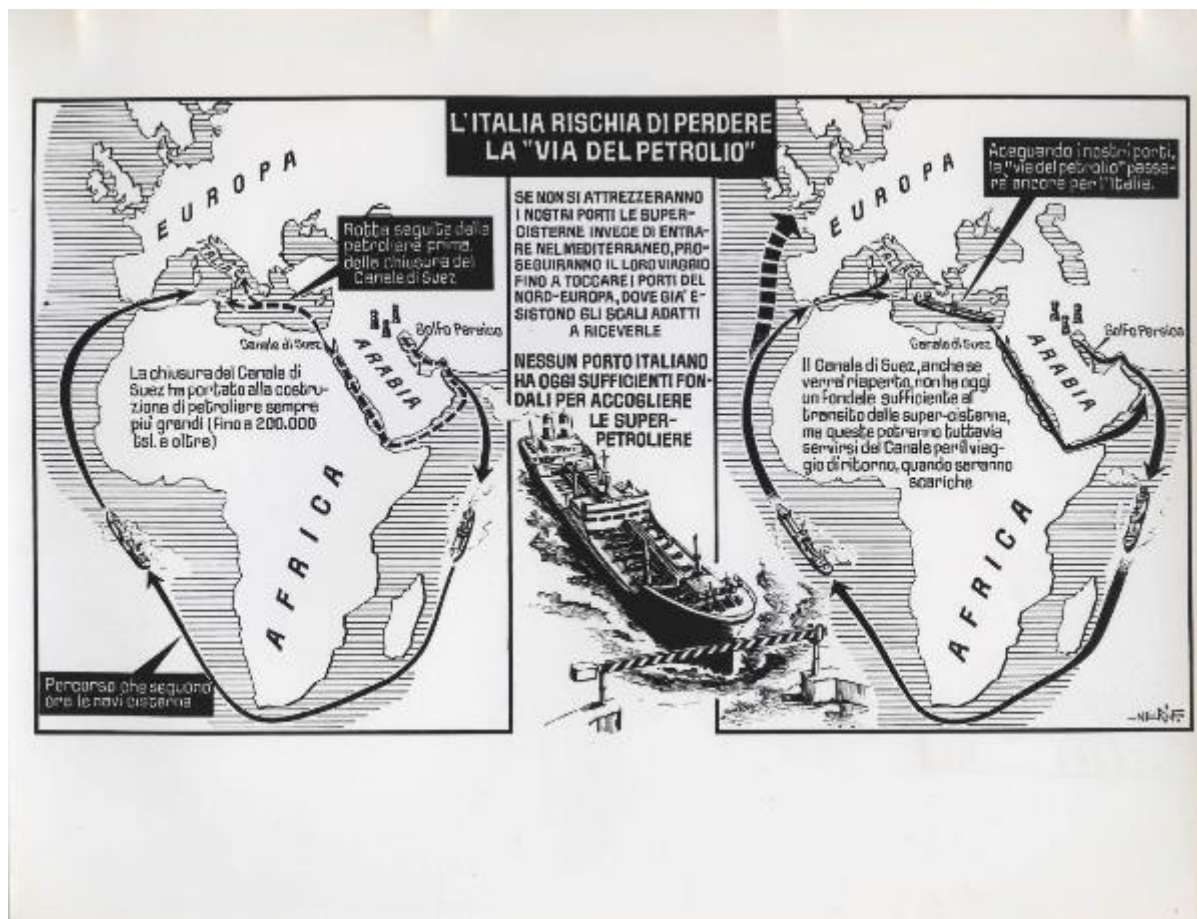 L'ITALIA RISCHIA DI PERDERE
LA "VIA DEL PETROLIO"
EUROPA
ITALIA
Rotta seguita dalle
petroliere prima
della chiusura del
Canale di Suez
Canale di Suez
Golfo Persico
ARABIA
La chiusura del Canale di
Suez ha portato alla costru-
zione di petroliere sempre
più grandi (fino a 200.000
tsl. e oltre)
AFRICA
Percorso che seguono
ora le navi cisterna
SE NON SI ATTREZZERANNO
I NOSTRI PORTI LE SUPER-
CISTERNE INVECE DI ENTRA-
RE NEL MEDITERRANEO, PRO-
SEGUIRANNO IL LORO VIAGGIO
FINO A TOCCARE I PORTI DEL
NORD-EUROPA, DOVE GIA' E-
SISTONO GLI SCALI ADATTI
A RICEVERLE
NESSUN PORTO ITALIANO
HA OGGI SUFFICIENTI FON-
DALI PER ACCOGLIERE
LE SUPER-
PETROLIERE
EUROPA
ITALIA
Adeguando i nostri porti,
la "via del petrolio" passe-
rà ancora per l'Italia.
Canale di Suez
Golfo Persico
ARABIA
Il Canale di Suez, anche se
verrà riaperto, non ha oggi
un fondale sufficiente al
transito delle super-cisterne,
ma queste potranno tuttavia
servirsi del Canale per il viag-
gio di ritorno, quando saranno
scariche
AFRICA